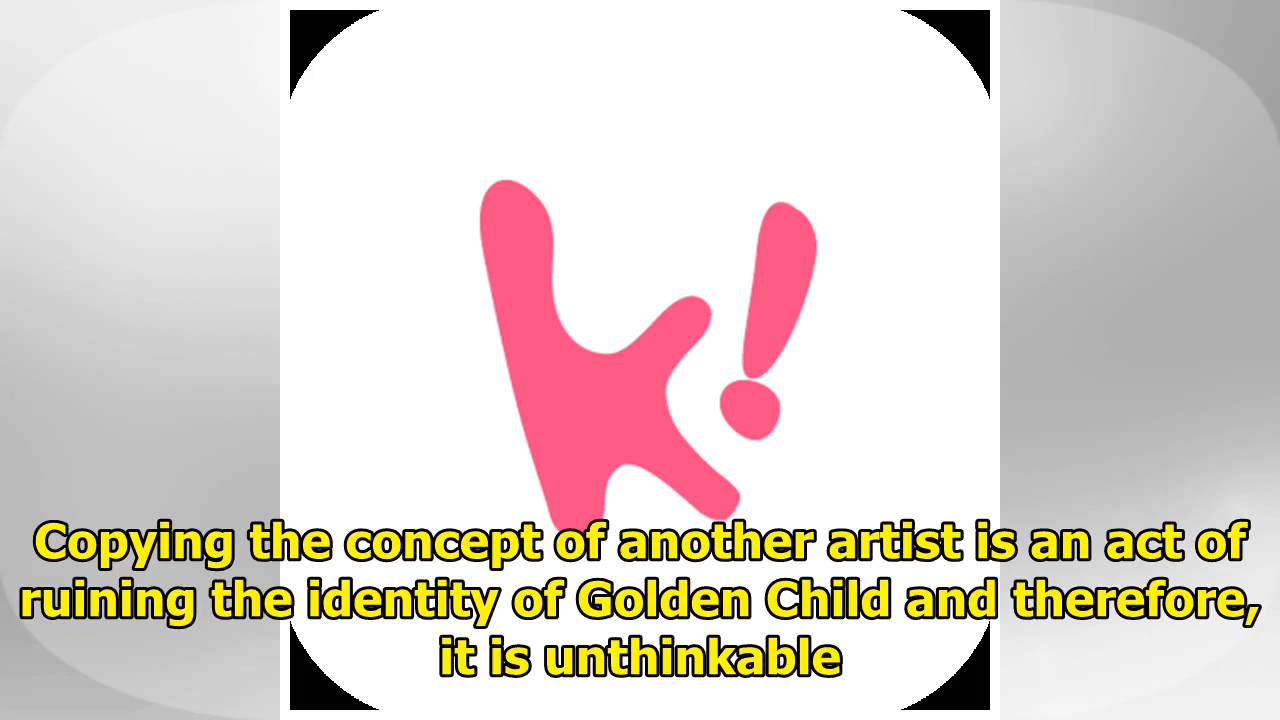 k!
Copying the concept of another artist is an act of
ruining the identity of Golden Child and therefore,
it is unthinkable